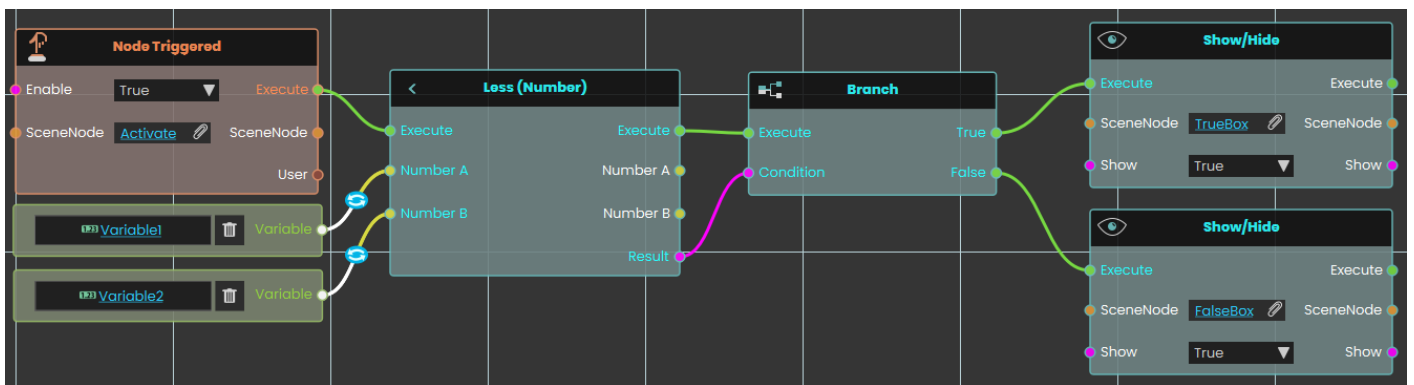 Node Triggered
Enable True Execute
SceneNode Activate SceneNode
User
Variable1 Variable
Variable2 Variable
< Less (Number)
Execute Execute
Number A Number A
Number B Number B
Result
Branch
Execute True
Condition False
Show/Hide
Execute Execute
SceneNode TrueBox SceneNode
Show True Show
Show/Hide
Execute Execute
SceneNode FalseBox SceneNode
Show True Show